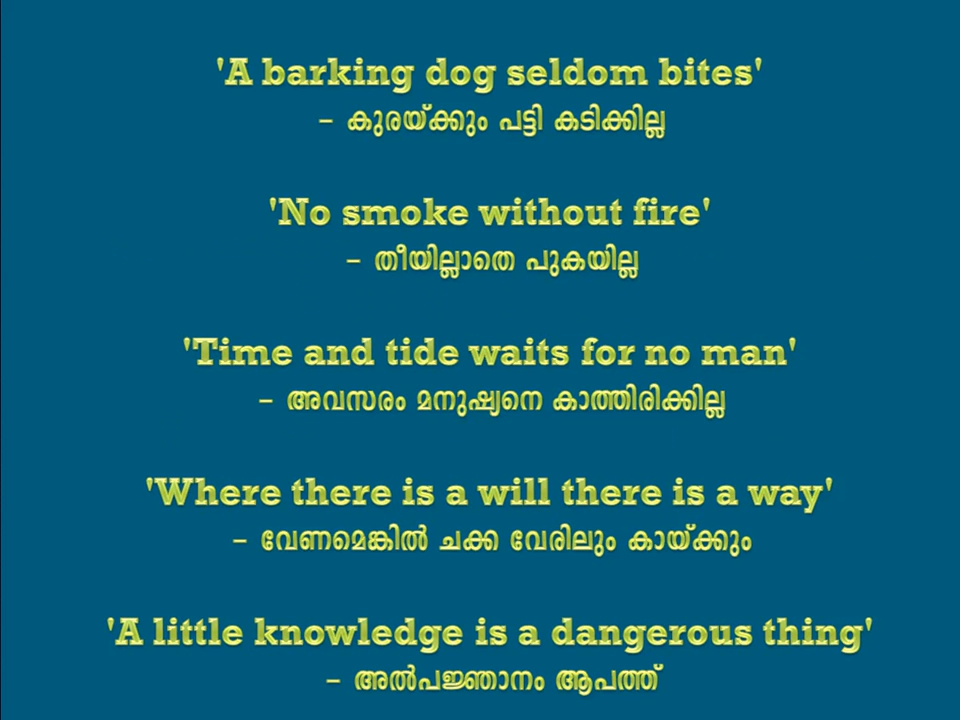 'A barking dog seldom bites'
– കുരയ്ക്കും പട്ടി കടിക്കില്ല
'No smoke without fire'
– തീയില്ലാതെ പുകയില്ല
'Time and tide waits for no man'
– അവസരം മനുഷ്യനെ കാത്തിരിക്കില്ല
'Where there is a will there is a way'
– വേണമെങ്കിൽ ചക്ക വേരിലും കായ്ക്കും
'A little knowledge is a dangerous thing'
– അൽപജ്ഞാനം ആപത്ത്